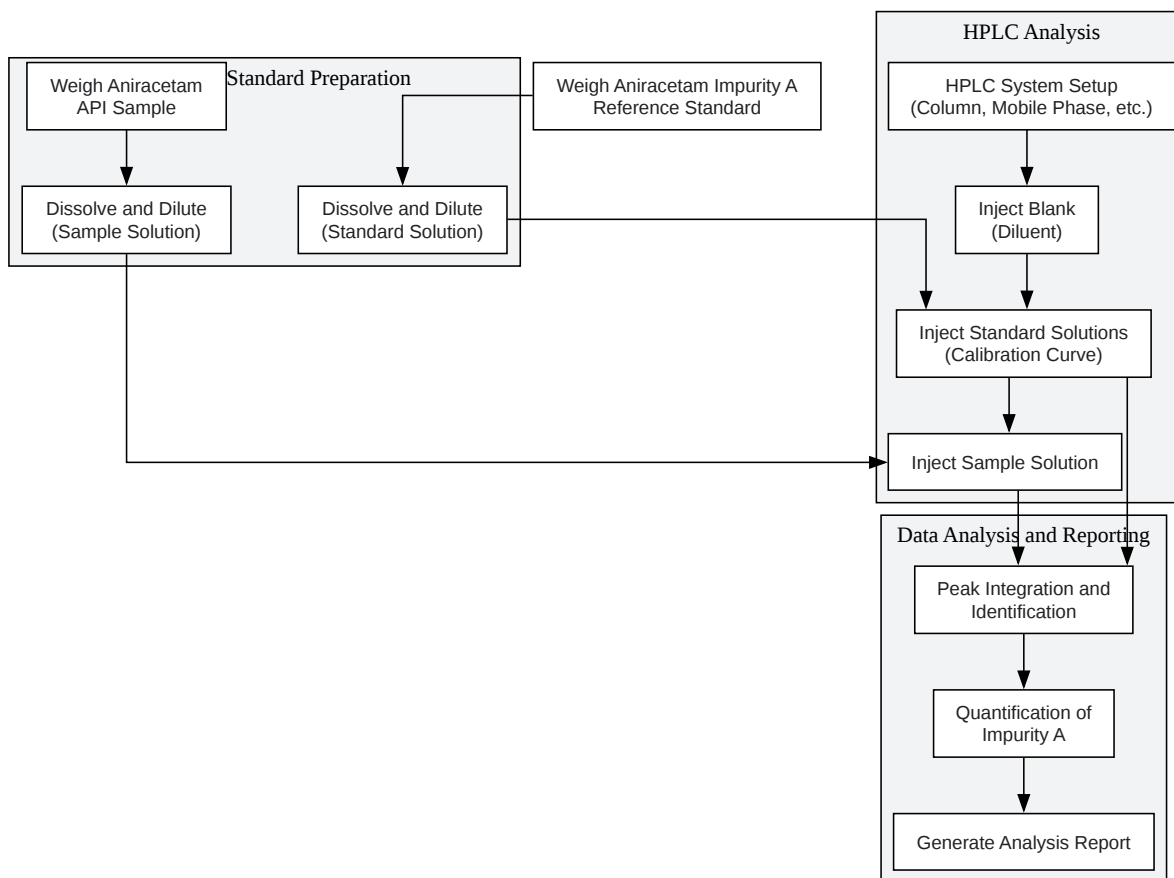 Standard Preparation
Weigh Aniracetam
API Sample
Weigh Aniracetam Impurity A
Reference Standard
Dissolve and Dilute
(Sample Solution)
Dissolve and Dilute
(Standard Solution)
HPLC Analysis
HPLC System Setup
(Column, Mobile Phase, etc.)
Inject Blank
(Diluent)
Inject Standard Solutions
(Calibration Curve)
Inject Sample Solution
Data Analysis and Reporting
Peak Integration and
Identification
Quantification of
Impurity A
Generate Analysis Report